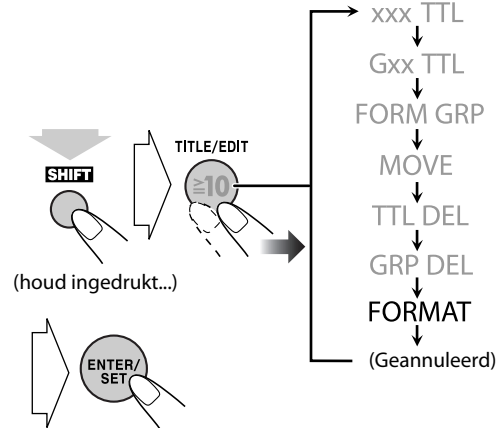 xxx TTL
Gxx TTL
FORM GRP
MOVE
TTL DEL
GRP DEL
FORMAT
(Geannuleerd)
TITLE/EDIT
≧10
SHIFT
(houd ingedrukt...)
ENTER/
SET